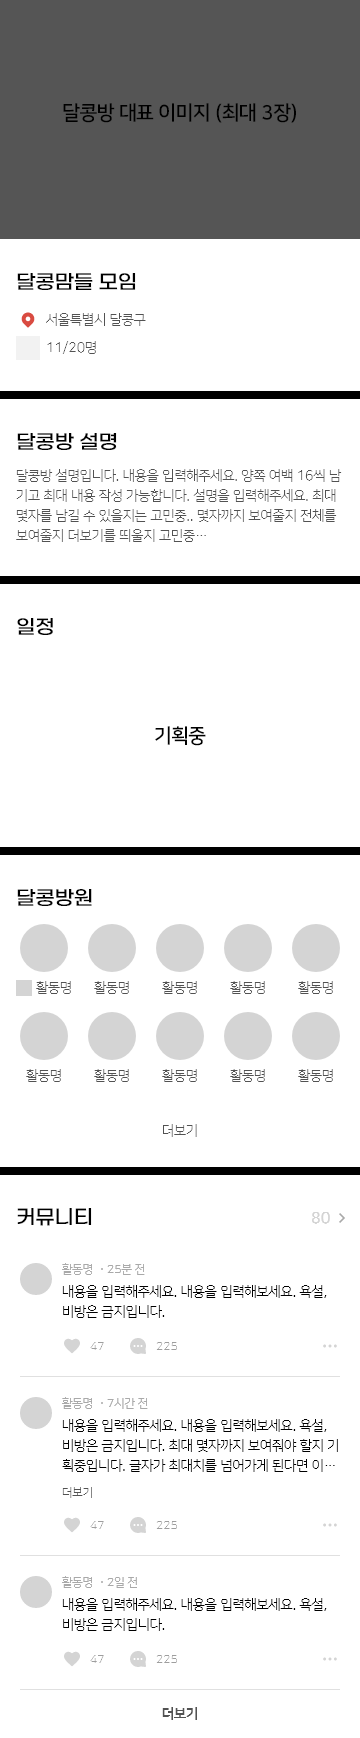 달콩방 대표 이미지 (최대 3장)
달콩맘들 모임
서울특별시 달콩구
11/20명
달콩방 설명
달콩방 설명입니다. 내용을 입력해주세요. 양쪽 여백 16씩 남
기고 최대 내용 작성 가능합니다. 설명을 입력해주세요. 최대
몇자를 남길 수 있을지는 고민중.. 몇자까지 보여줄지 전체를
보여줄지 더보기를 띄울지 고민중…
일정
기획중
달콩방원
활동명 활동명 활동명 활동명 활동명
활동명 활동명 활동명 활동명 활동명
더보기
커뮤니티 80 >
활동명 · 25분 전
내용을 입력해주세요. 내용을 입력해보세요. 욕설,
비방은 금지입니다.
47 225
활동명 · 7시간 전
내용을 입력해주세요. 내용을 입력해보세요. 욕설,
비방은 금지입니다. 최대 몇자까지 보여줘야 할지 기
획중입니다. 글자가 최대치를 넘어가게 된다면 이…
더보기
47 225
활동명 · 2일 전
내용을 입력해주세요. 내용을 입력해보세요. 욕설,
비방은 금지입니다.
47 225
더보기